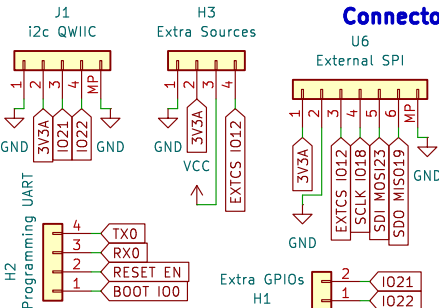 Connecto
J1
i2c QWIIC
1
2
3
4
MP
GND
3V3A
IO21
IO22
GND
H3
Extra Sources
1
2
3
4
GND
3V3A
VCC
EXTCS IO12
U6
External SPI
1
2
3
4
5
6
MP
3V3A
GND
EXTCS IO12
SCLK IO18
SDI MOSI23
SDO MISO19
GND
H2
Programming UART
4
TX0
3
RX0
2
RESET EN
1
BOOT IO0
Extra GPIOs
H1
2
IO21
1
IO22